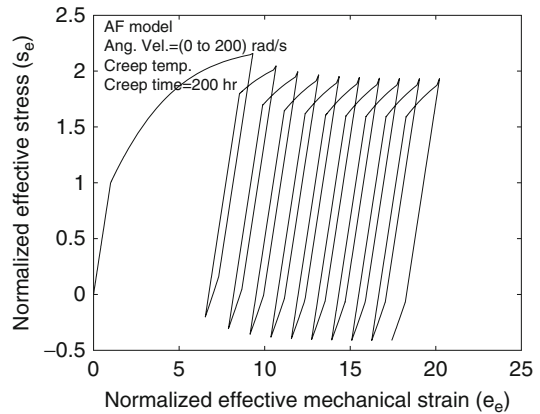 AF model
Ang. Vel.=(0 to 200) rad/s
Creep temp.
Creep time=200 hr
Normalized effective stress (sₑ)
2.5
2
1.5
1
0.5
0
−0.5
0 5 10 15 20 25
Normalized effective mechanical strain (eₑ)